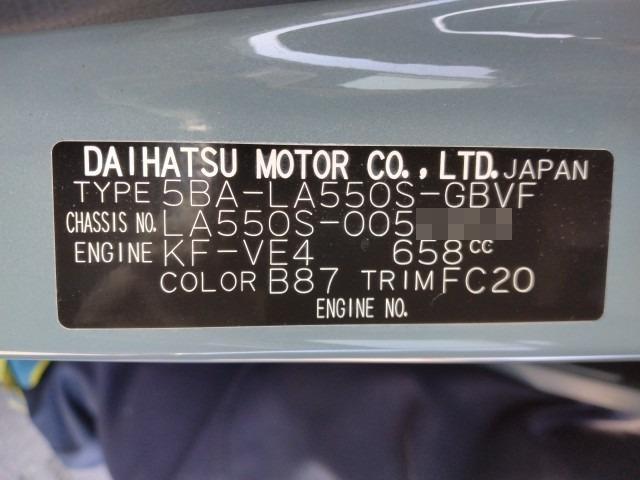 DAIHATSU MOTOR CO., LTD. JAPAN
TYPE 5BA-LA550S-GBVF
CHASSIS NO. LA550S-005
ENGINE KF-VE4 658cc
COLOR B87 TRIM FC20
ENGINE NO.